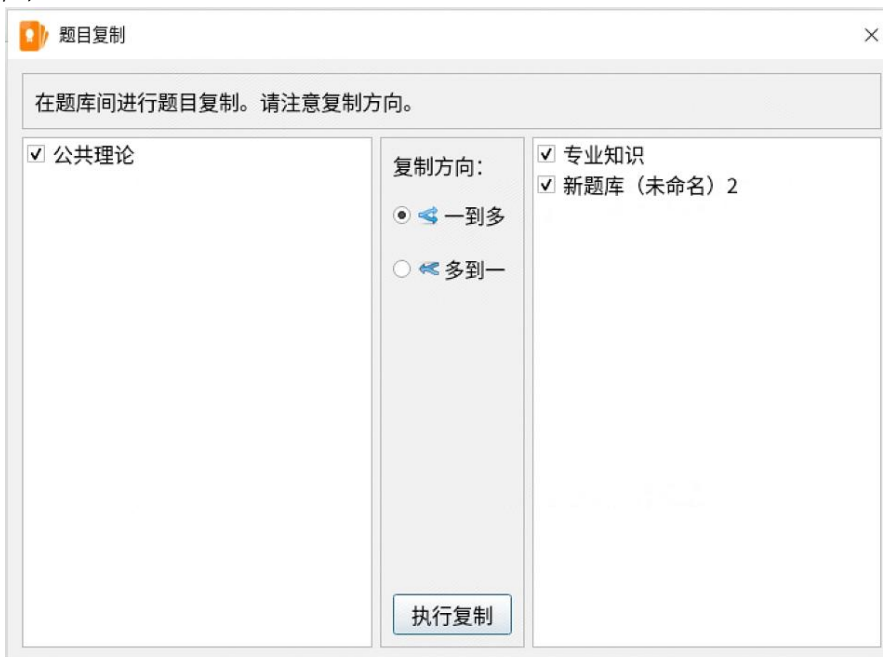 题目复制
在题库间进行题目复制。请注意复制方向。
公共理论
复制方向：
一到多
多到一
执行复制
专业知识
新题库（未命名）2